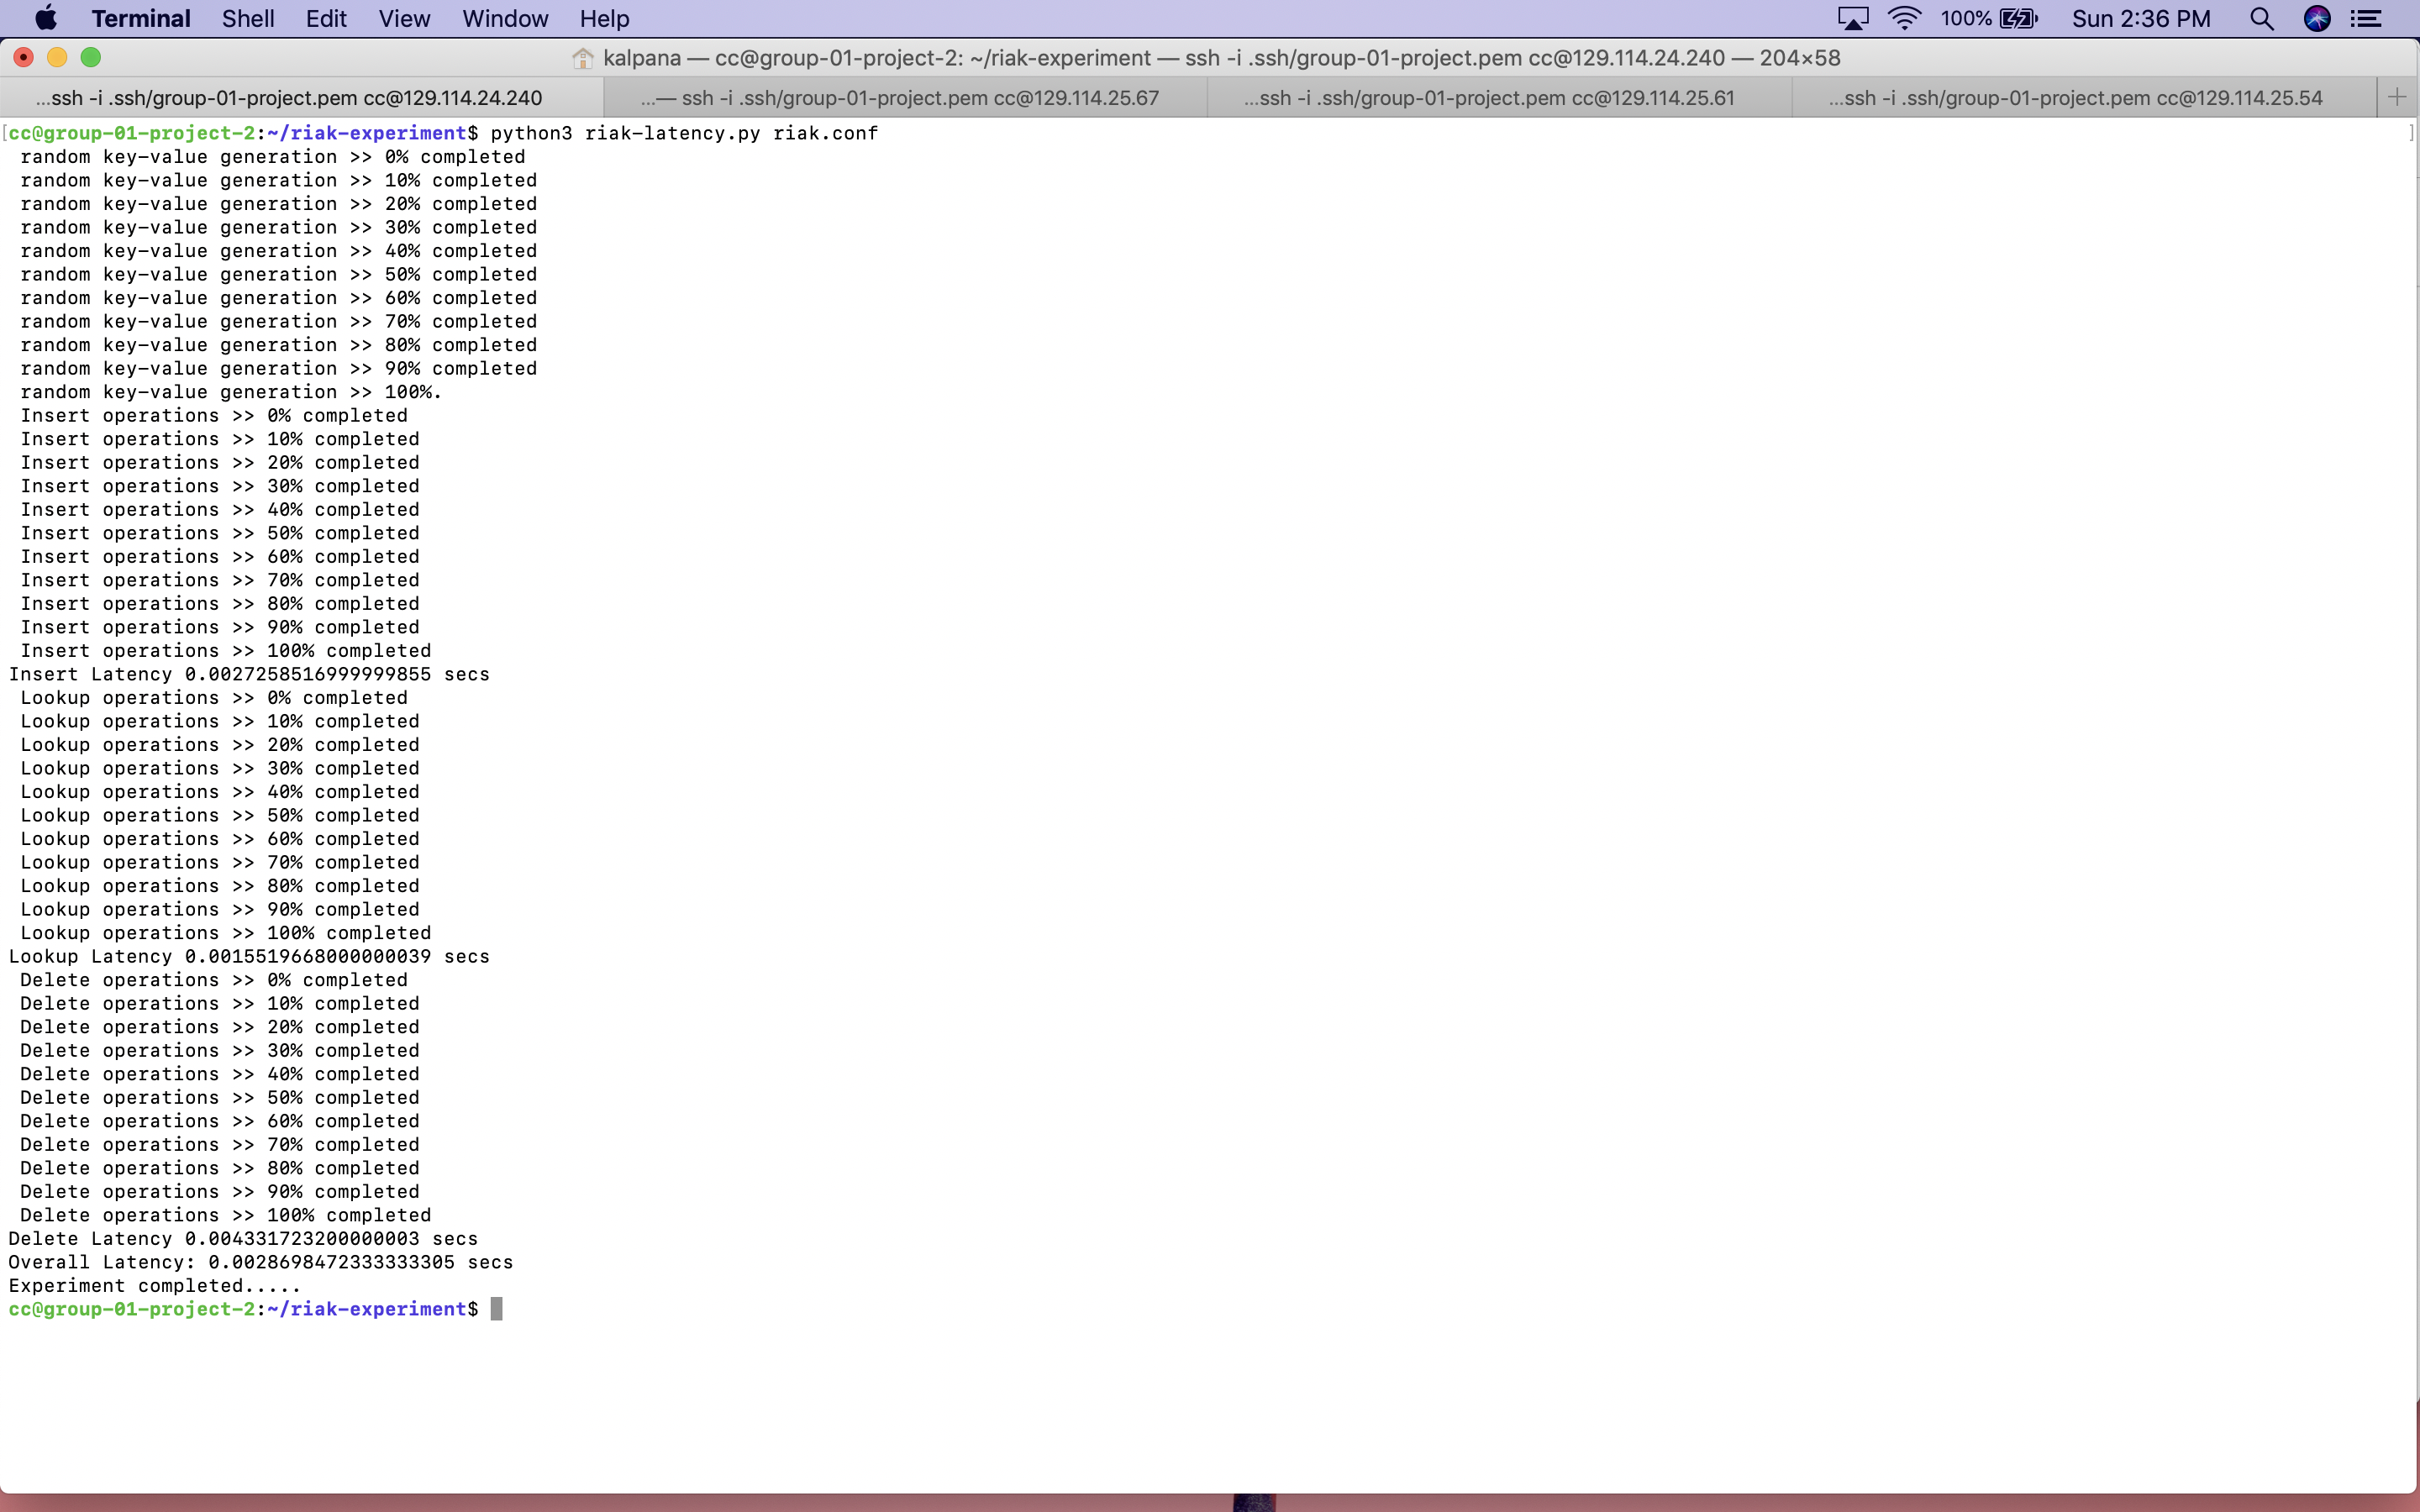 Terminal Shell Edit View Window Help 100% Sun 2:36 PM
kalpana — cc@group-01-project-2: ~/riak-experiment — ssh -i .ssh/group-01-project.pem cc@129.114.24.240 — 204×58
...ssh -i .ssh/group-01-project.pem cc@129.114.24.240 ...— ssh -i .ssh/group-01-project.pem cc@129.114.25.67 ...ssh -i .ssh/group-01-project.pem cc@129.114.25.61 ...ssh -i .ssh/group-01-project.pem cc@129.114.25.54 +
[cc@group-01-project-2:~/riak-experiment$ python3 riak-latency.py riak.conf ]
random key-value generation >> 0% completed
random key-value generation >> 10% completed
random key-value generation >> 20% completed
random key-value generation >> 30% completed
random key-value generation >> 40% completed
random key-value generation >> 50% completed
random key-value generation >> 60% completed
random key-value generation >> 70% completed
random key-value generation >> 80% completed
random key-value generation >> 90% completed
random key-value generation >> 100%.
Insert operations >> 0% completed
Insert operations >> 10% completed
Insert operations >> 20% completed
Insert operations >> 30% completed
Insert operations >> 40% completed
Insert operations >> 50% completed
Insert operations >> 60% completed
Insert operations >> 70% completed
Insert operations >> 80% completed
Insert operations >> 90% completed
Insert operations >> 100% completed
Insert Latency 0.0027258516999999855 secs
Lookup operations >> 0% completed
Lookup operations >> 10% completed
Lookup operations >> 20% completed
Lookup operations >> 30% completed
Lookup operations >> 40% completed
Lookup operations >> 50% completed
Lookup operations >> 60% completed
Lookup operations >> 70% completed
Lookup operations >> 80% completed
Lookup operations >> 90% completed
Lookup operations >> 100% completed
Lookup Latency 0.0015519668000000039 secs
Delete operations >> 0% completed
Delete operations >> 10% completed
Delete operations >> 20% completed
Delete operations >> 30% completed
Delete operations >> 40% completed
Delete operations >> 50% completed
Delete operations >> 60% completed
Delete operations >> 70% completed
Delete operations >> 80% completed
Delete operations >> 90% completed
Delete operations >> 100% completed
Delete Latency 0.004331723200000003 secs
Overall Latency: 0.0028698472333333305 secs
Experiment completed.....
cc@group-01-project-2:~/riak-experiment$